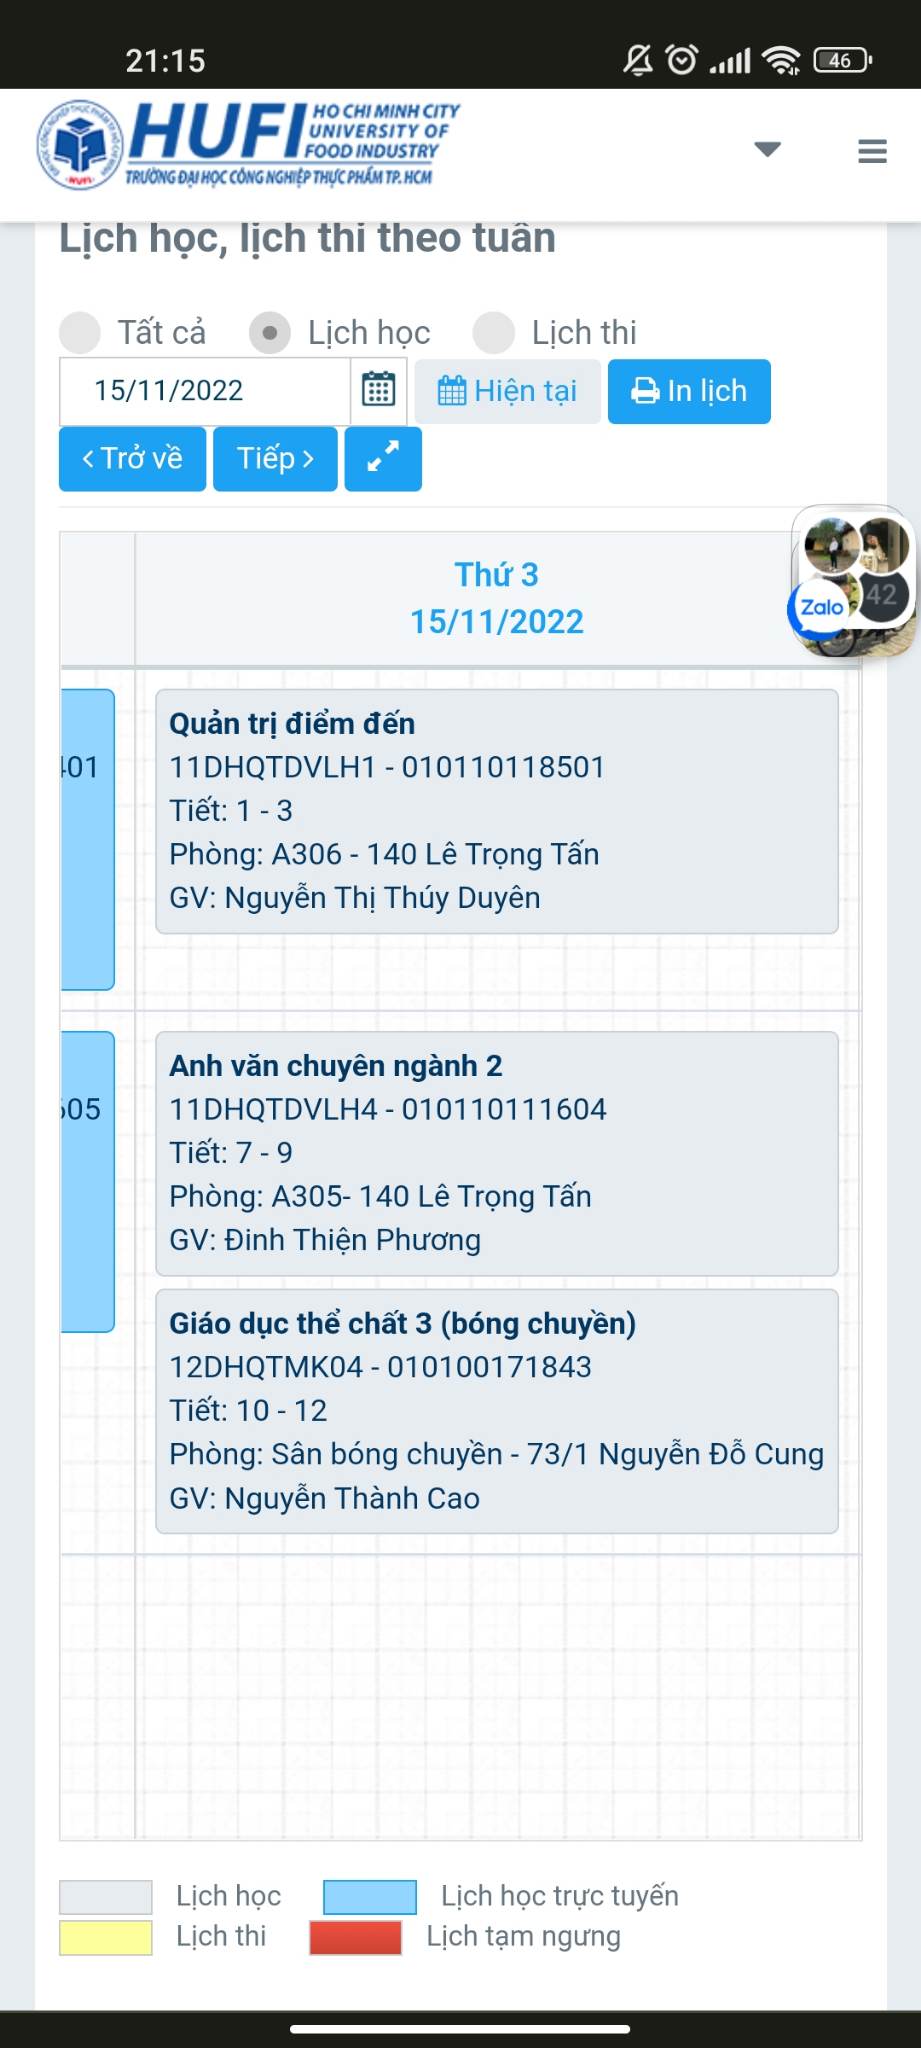 21:15
46
HUFI
HO CHI MINH CITY
UNIVERSITY OF
FOOD INDUSTRY
TRƯỜNG ĐẠI HỌC CÔNG NGHIỆP THỰC PHẨM TP. HCM
Lịch học, lịch thi theo tuần
Tất cả Lịch học Lịch thi
15/11/2022 Hiện tại In lịch
Trở về Tiếp
Thứ 3
15/11/2022
Zalo 42
Quản trị điểm đến
401 11DHQTDVLH1 - 010110118501
Tiết: 1 - 3
Phòng: A306 - 140 Lê Trọng Tấn
GV: Nguyễn Thị Thúy Duyên
Anh văn chuyên ngành 2
605 11DHQTDVLH4 - 010110111604
Tiết: 7 - 9
Phòng: A305- 140 Lê Trọng Tấn
GV: Đinh Thiện Phương
Giáo dục thể chất 3 (bóng chuyền)
12DHQTMK04 - 010100171843
Tiết: 10 - 12
Phòng: Sân bóng chuyền - 73/1 Nguyễn Đỗ Cung
GV: Nguyễn Thành Cao
Lịch học Lịch học trực tuyến
Lịch thi Lịch tạm ngưng